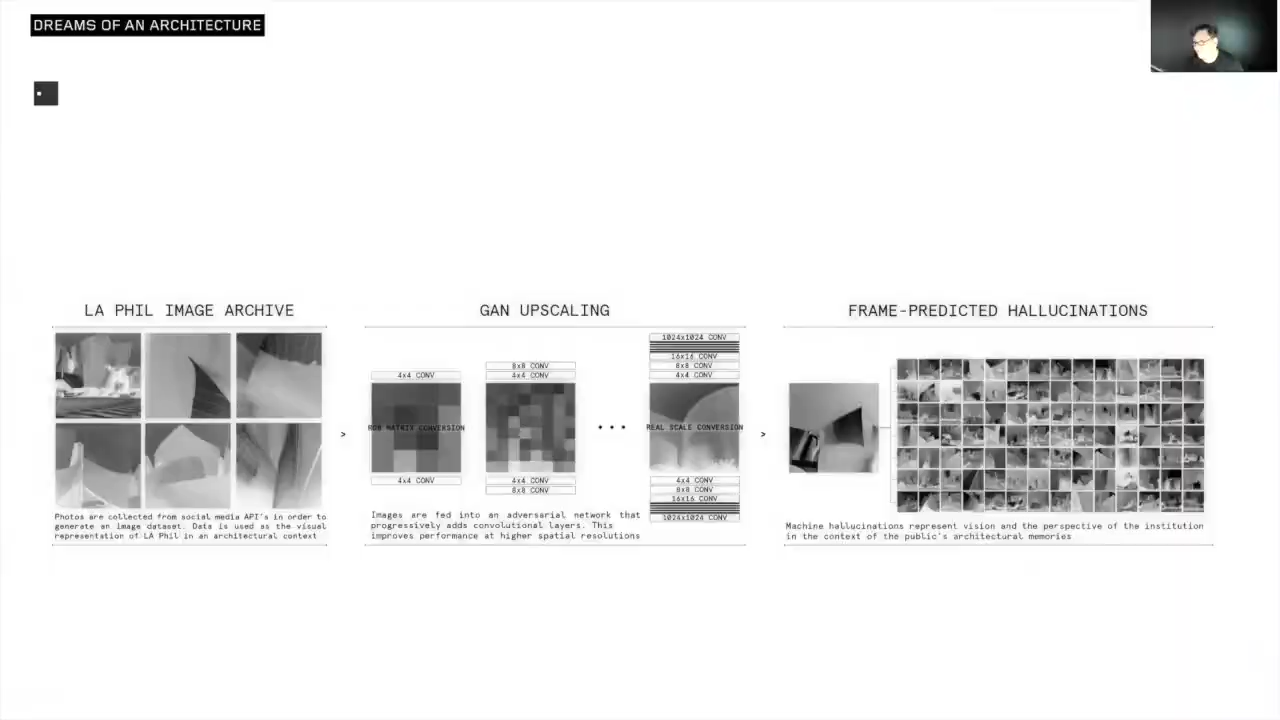 DREAMS OF AN ARCHITECTURE
LA PHIL IMAGE ARCHIVE
Photos are collected from social media API's in order to
generate an image dataset. Data is used as the visual
representation of LA Phil in an architectural context
>
GAN UPSCALING
4x4 CONV
RGB MATRIX CONVERSION
4x4 CONV
8x8 CONV
4x4 CONV
4x4 CONV
8x8 CONV
• • •
1024x1024 CONV
16x16 CONV
8x8 CONV
4x4 CONV
REAL SCALE CONVERSION
4x4 CONV
8x8 CONV
16x16 CONV
1024x1024 CONV
Images are fed into an adversarial network that
progressively adds convolutional layers. This
improves performance at higher spatial resolutions
>
FRAME-PREDICTED HALLUCINATIONS
Machine hallucinations represent vision and the perspective of the institution
in the context of the public's architectural memories